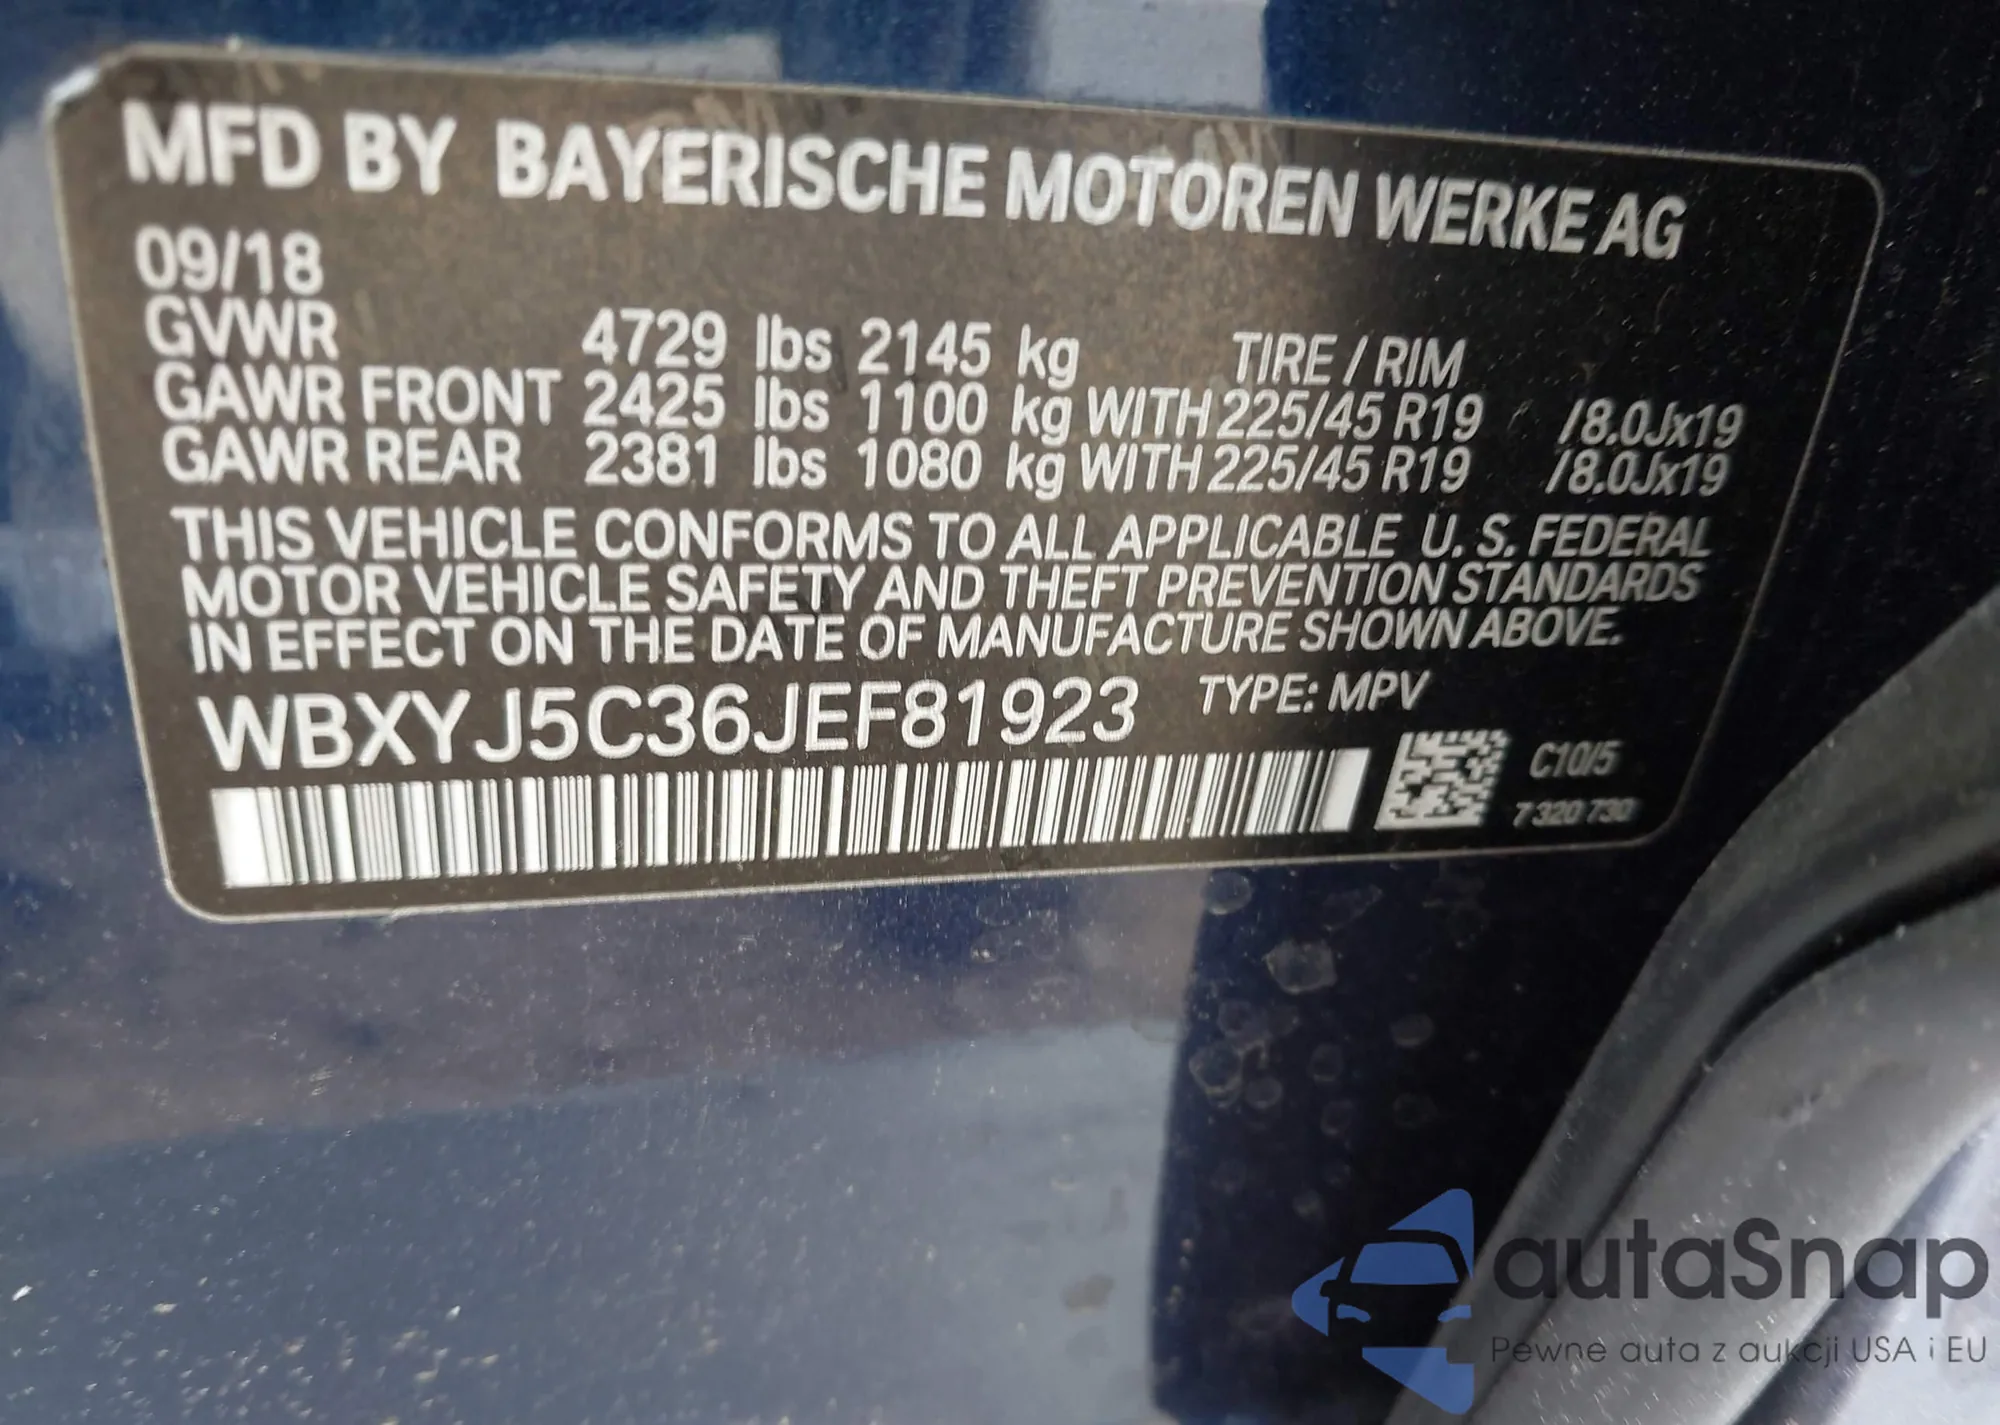 MFD BY BAYERISCHE MOTOREN WERKE AG
09/18
GVWR 4729 lbs 2145 kg TIRE / RIM
GAWR FRONT 2425 lbs 1100 kg WITH 225/45 R19 /8.0Jx19
GAWR REAR 2381 lbs 1080 kg WITH 225/45 R19 /8.0Jx19
THIS VEHICLE CONFORMS TO ALL APPLICABLE U. S. FEDERAL
MOTOR VEHICLE SAFETY AND THEFT PREVENTION STANDARDS
IN EFFECT ON THE DATE OF MANUFACTURE SHOWN ABOVE.
WBXYJ5C36JEF81923 TYPE: MPV
C10/5
7 320 730
autaSnap
Pewne auta z aukcji USA i EU